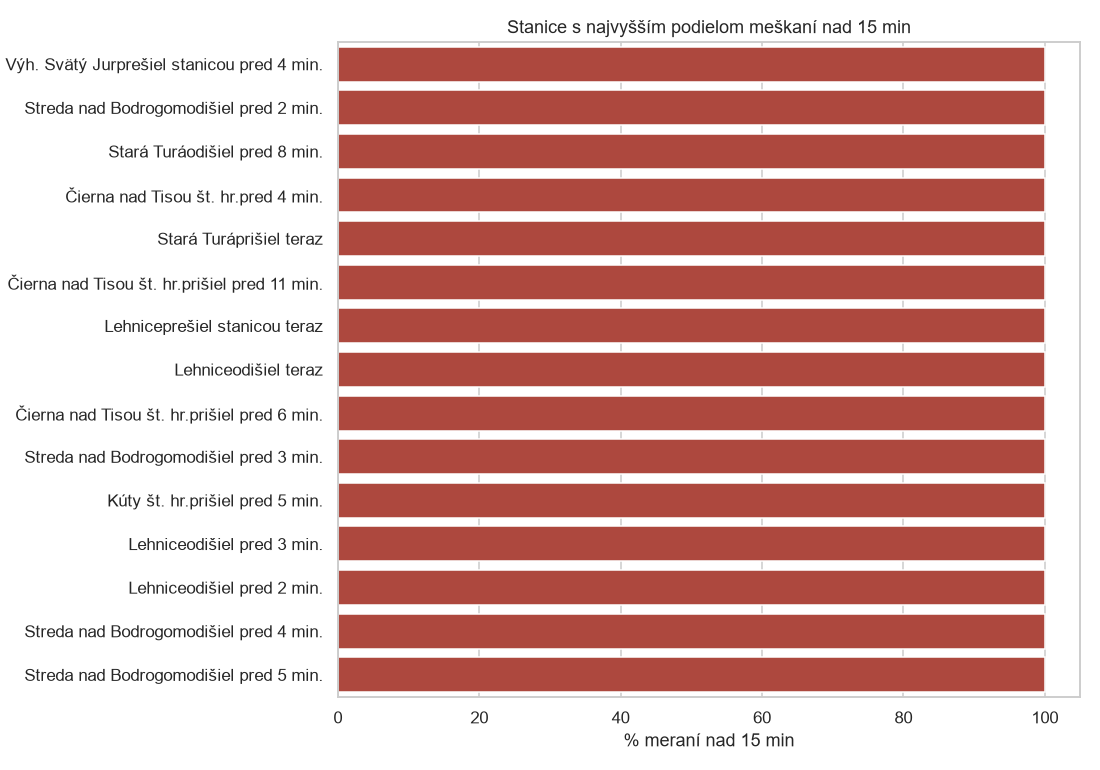 Stanice s najvyšším podielom meškaní nad 15 min
Výh. Svätý Jurprešiel stanicou pred 4 min.
Streda nad Bodrogomodišiel pred 2 min.
Stará Turáodišiel pred 8 min.
Čierna nad Tisou št. hr.pred 4 min.
Stará Turáprišiel teraz
Čierna nad Tisou št. hr.prišiel pred 11 min.
Lehniceprešiel stanicou teraz
Lehniceodišiel teraz
Čierna nad Tisou št. hr.prišiel pred 6 min.
Streda nad Bodrogomodišiel pred 3 min.
Kúty št. hr.prišiel pred 5 min.
Lehniceodišiel pred 3 min.
Lehniceodišiel pred 2 min.
Streda nad Bodrogomodišiel pred 4 min.
Streda nad Bodrogomodišiel pred 5 min.
0 20 40 60 80 100
% meraní nad 15 min